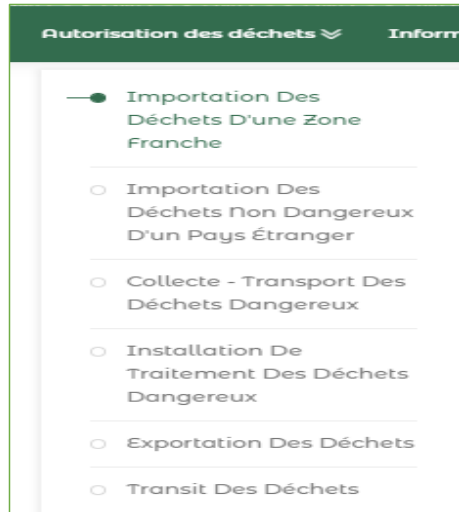 Autorisation des déchets Inform
Importation Des
Déchets D'une Zone
Franche
Importation Des
Déchets Non Dangereux
D'un Pays Étranger
Collecte - Transport Des
Déchets Dangereux
Installation De
Traitement Des Déchets
Dangereux
Exportation Des Déchets
Transit Des Déchets